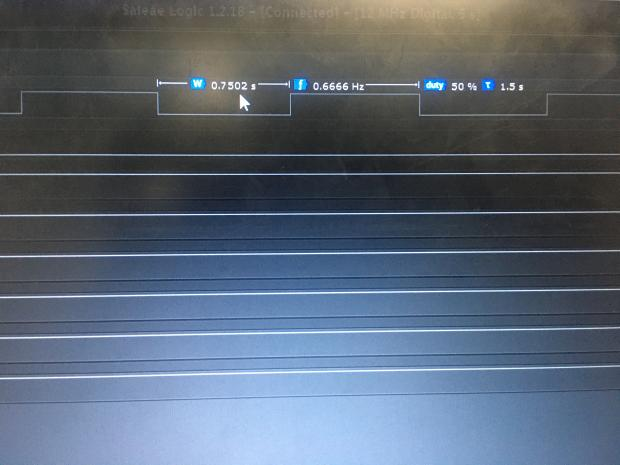 Saleae Logic 1.2.18 - [Connected] - [12 MHz Digital, 5 s]
W 0.7502 s f 0.6666 Hz duty 50 % T 1.5 s